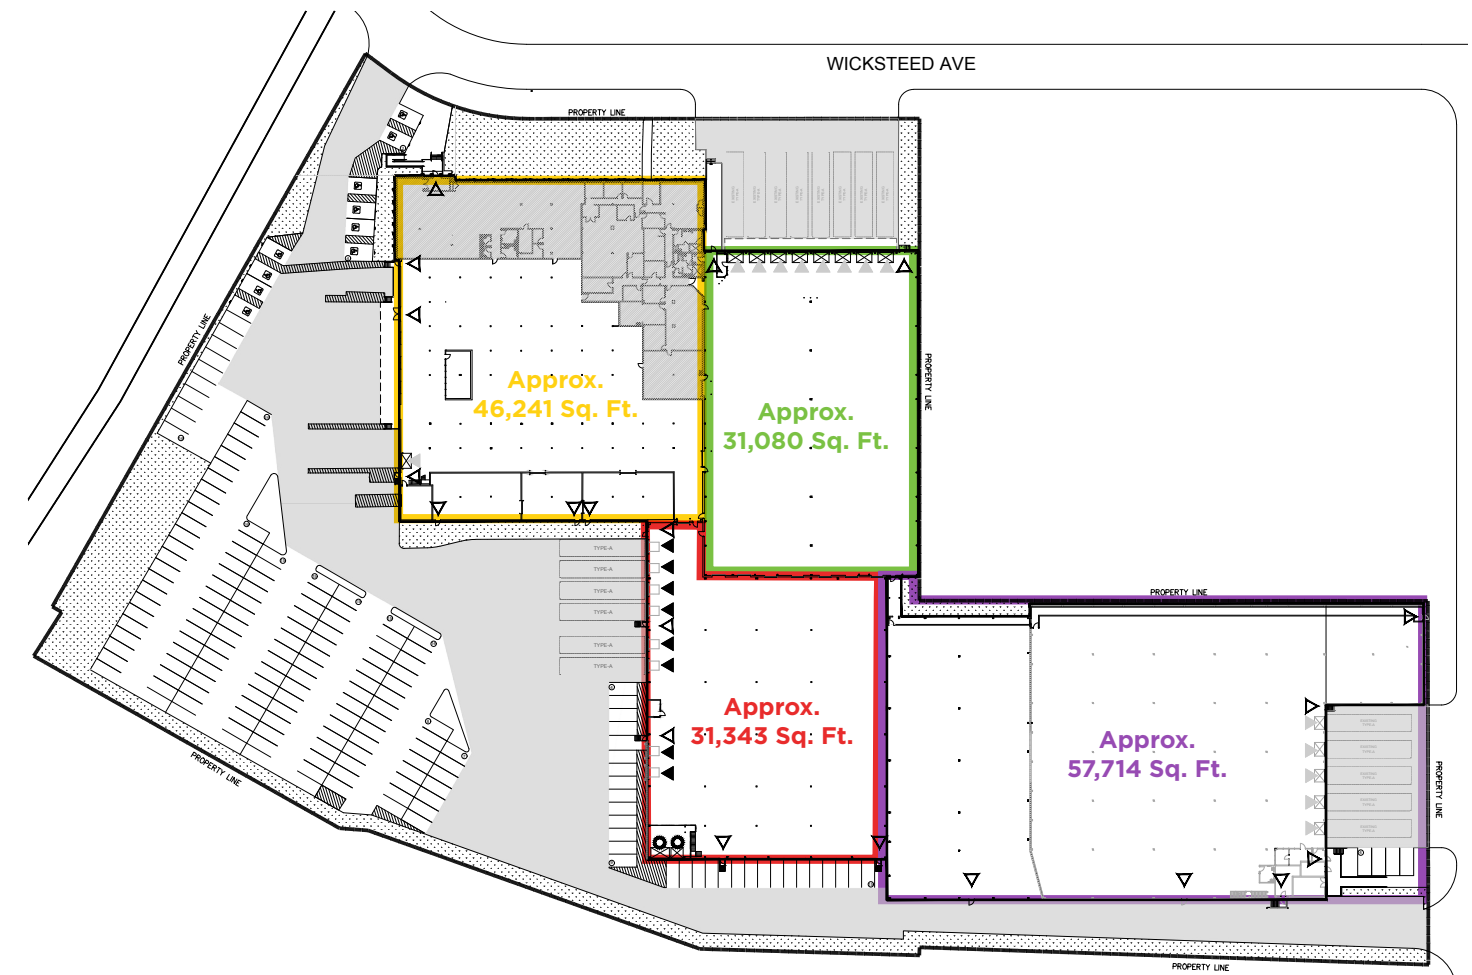 WICKSTEED AVE
PROPERTY LINE
PROPERTY LINE
PROPERTY LINE
Approx.
46,241 Sq. Ft.
Approx.
31,080 Sq. Ft.
TYPE-A
TYPE-A
TYPE-A
TYPE-A
TYPE-A
TYPE-A
PROPERTY LINE
Approx.
31,343 Sq. Ft.
Approx.
57,714 Sq. Ft.
PROPERTY LINE
PROPERTY LINE
PROPERTY LINE